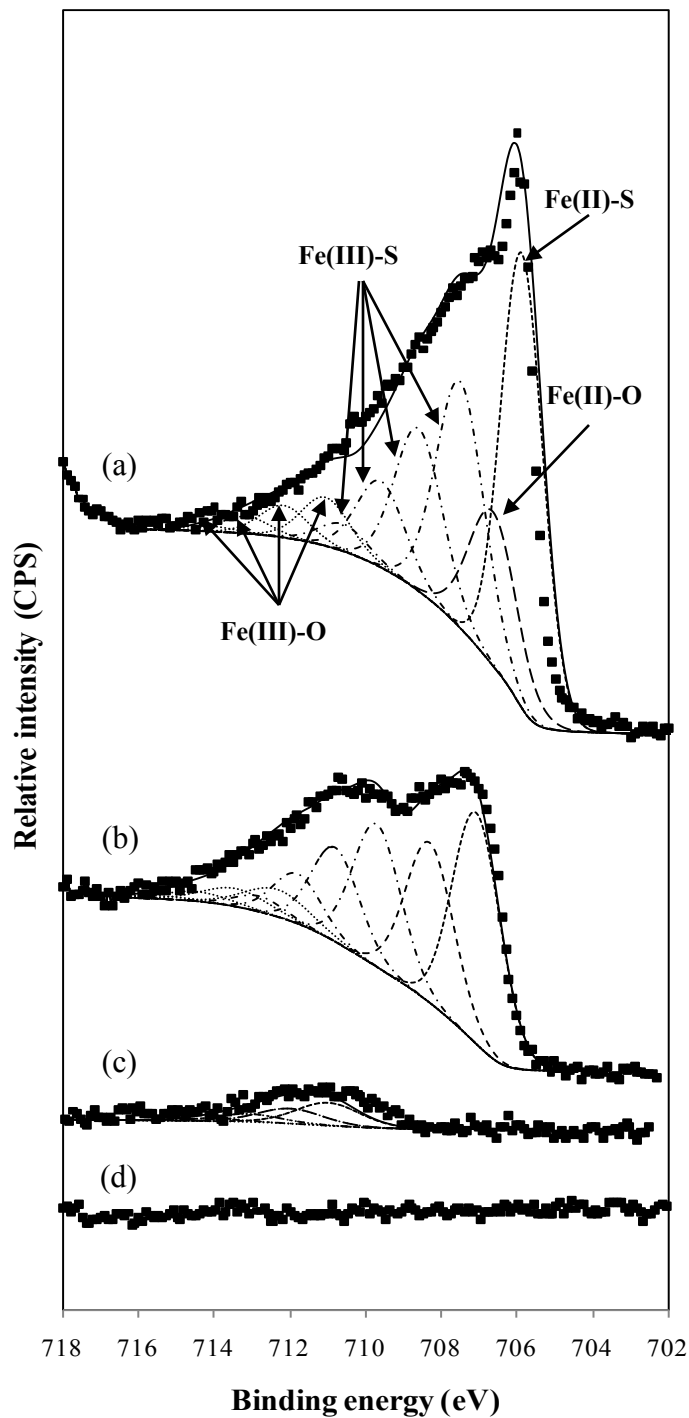 Fe(II)-S
Fe(III)-S
Fe(II)-O
(a)
Fe(III)-O
Relative intensity (CPS)
(b)
(c)
(d)
718 716 714 712 710 708 706 704 702
Binding energy (eV)